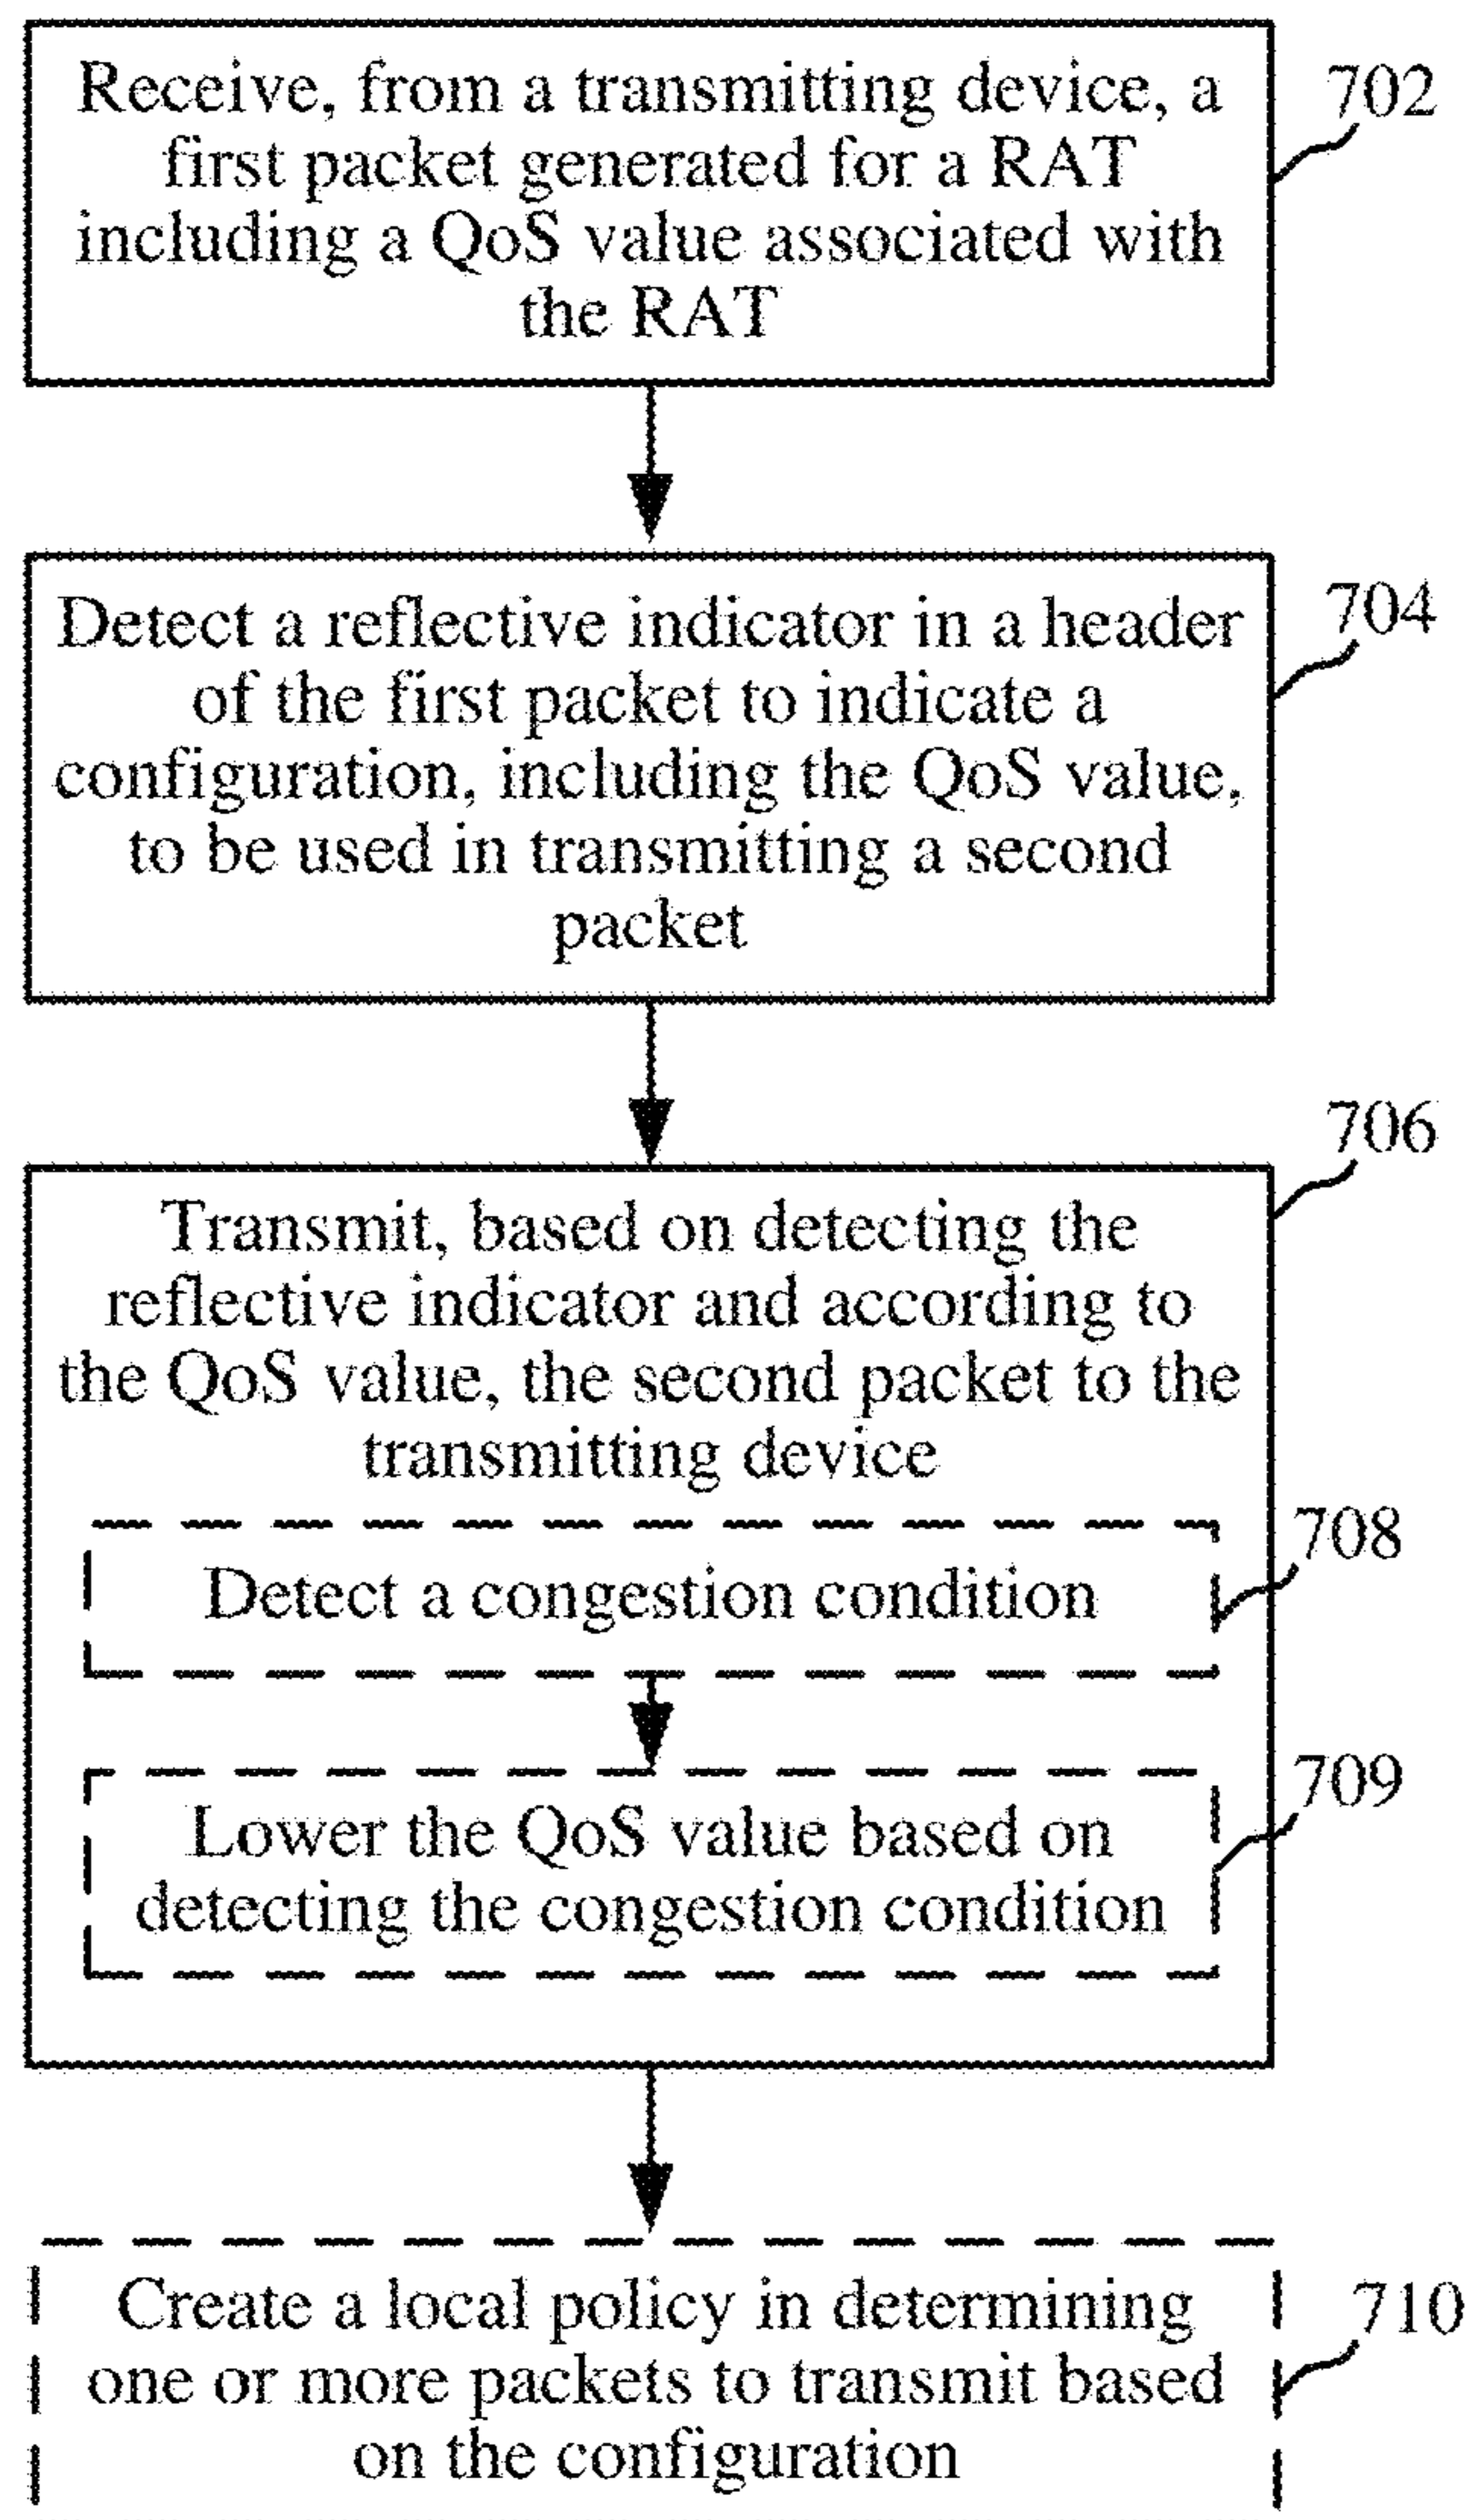 Receive, from a transmitting device, a
first packet generated for a RAT
including a QoS value associated with
the RAT
702
Detect a reflective indicator in a header
of the first packet to indicate a
configuration, including the QoS value,
to be used in transmitting a second
packet
704
706
Transmit, based on detecting the
reflective indicator and according to
the QoS value, the second packet to the
transmitting device
708
Detect a congestion condition
709
Lower the QoS value based on
detecting the congestion condition
Create a local policy in determining
one or more packets to transmit based
on the configuration
710